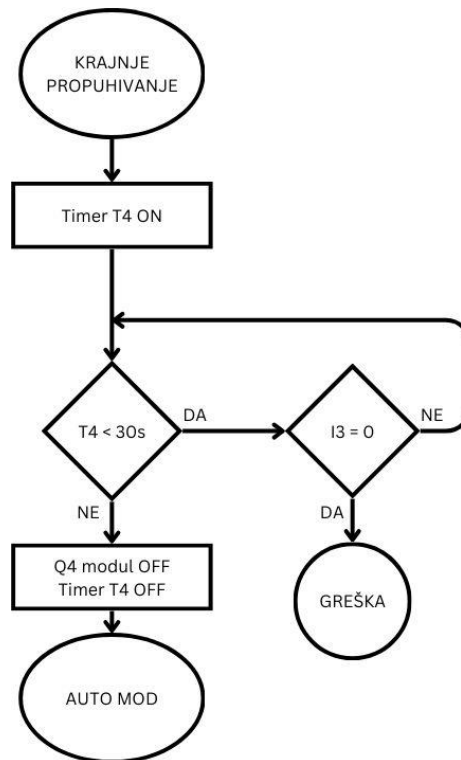 KRAJNJE
PROPUHIVANJE
Timer T4 ON
T4 < 30s
DA
I3 = 0
NE
NE
DA
Q4 modul OFF
Timer T4 OFF
GREŠKA
AUTO MOD